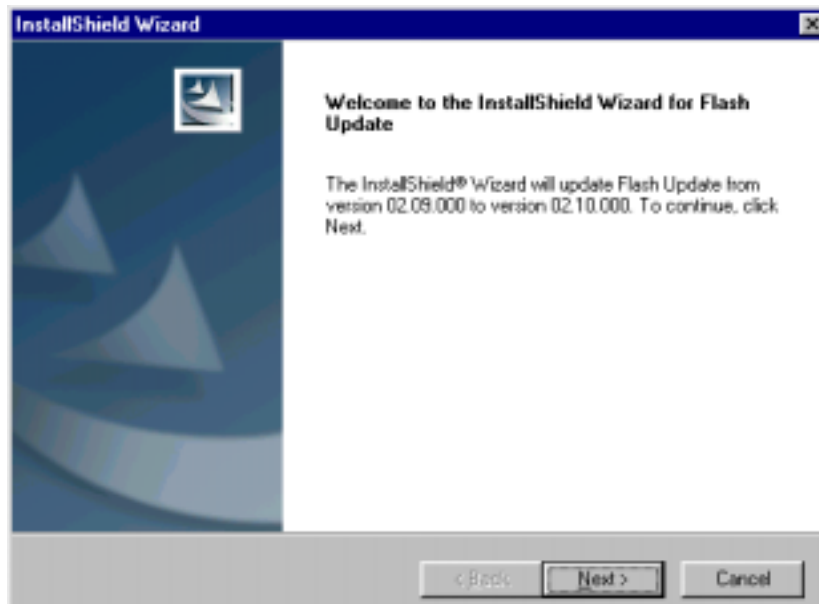 InstallShield Wizard
Welcome to the InstallShield Wizard for Flash
Update
The InstallShield® Wizard will update Flash Update from
version 02.09.000 to version 02.10.000. To continue, click
Next.
< Back
Next >
Cancel